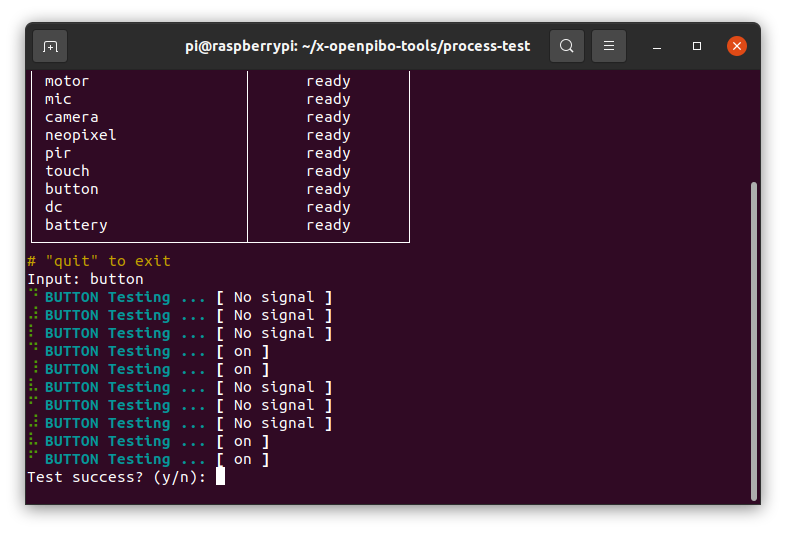 pi@raspberrypi: ~/x-openpibo-tools/process-test
motor ready
mic ready
camera ready
neopixel ready
pir ready
touch ready
button ready
dc ready
battery ready
# "quit" to exit
Input: button
BUTTON Testing ... [ No signal ]
BUTTON Testing ... [ No signal ]
BUTTON Testing ... [ No signal ]
BUTTON Testing ... [ on ]
BUTTON Testing ... [ on ]
BUTTON Testing ... [ No signal ]
BUTTON Testing ... [ No signal ]
BUTTON Testing ... [ No signal ]
BUTTON Testing ... [ on ]
BUTTON Testing ... [ on ]
Test success? (y/n):